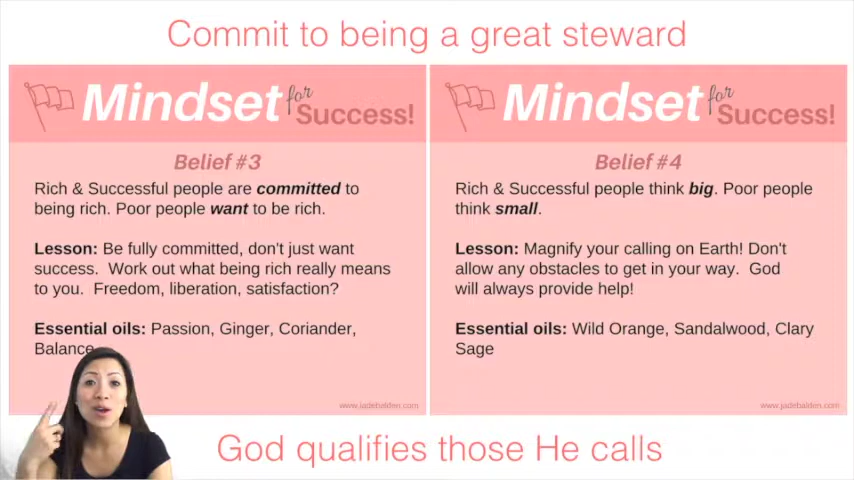 Commit to being a great steward
Mindset for Success!
Belief #3
Rich & Successful people are committed to
being rich. Poor people want to be rich.
Lesson: Be fully committed, don't just want
success. Work out what being rich really means
to you. Freedom, liberation, satisfaction?
Essential oils: Passion, Ginger, Coriander,
Balance
www.jadebalden.com
Mindset for Success!
Belief #4
Rich & Successful people think big. Poor people
think small.
Lesson: Magnify your calling on Earth! Don't
allow any obstacles to get in your way. God
will always provide help!
Essential oils: Wild Orange, Sandalwood, Clary
Sage
www.jadebalden.com
God qualifies those He calls